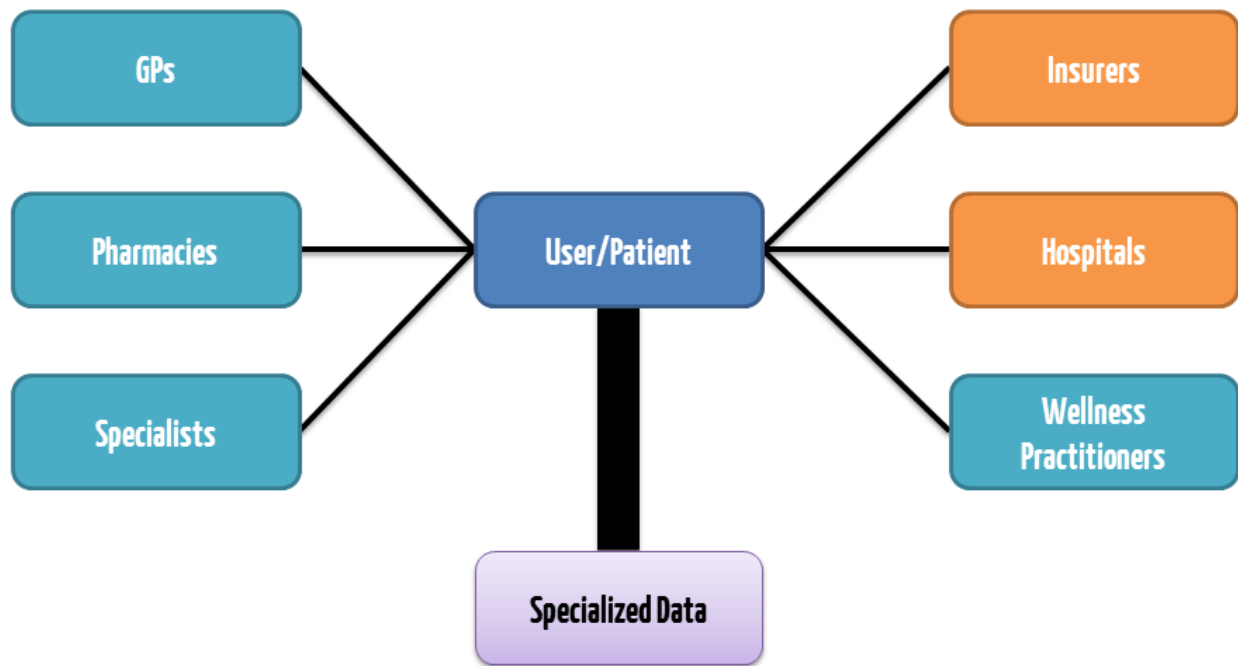 GPs
Insurers
Pharmacies
User/Patient
Hospitals
Specialists
Wellness
Practitioners
Specialized Data